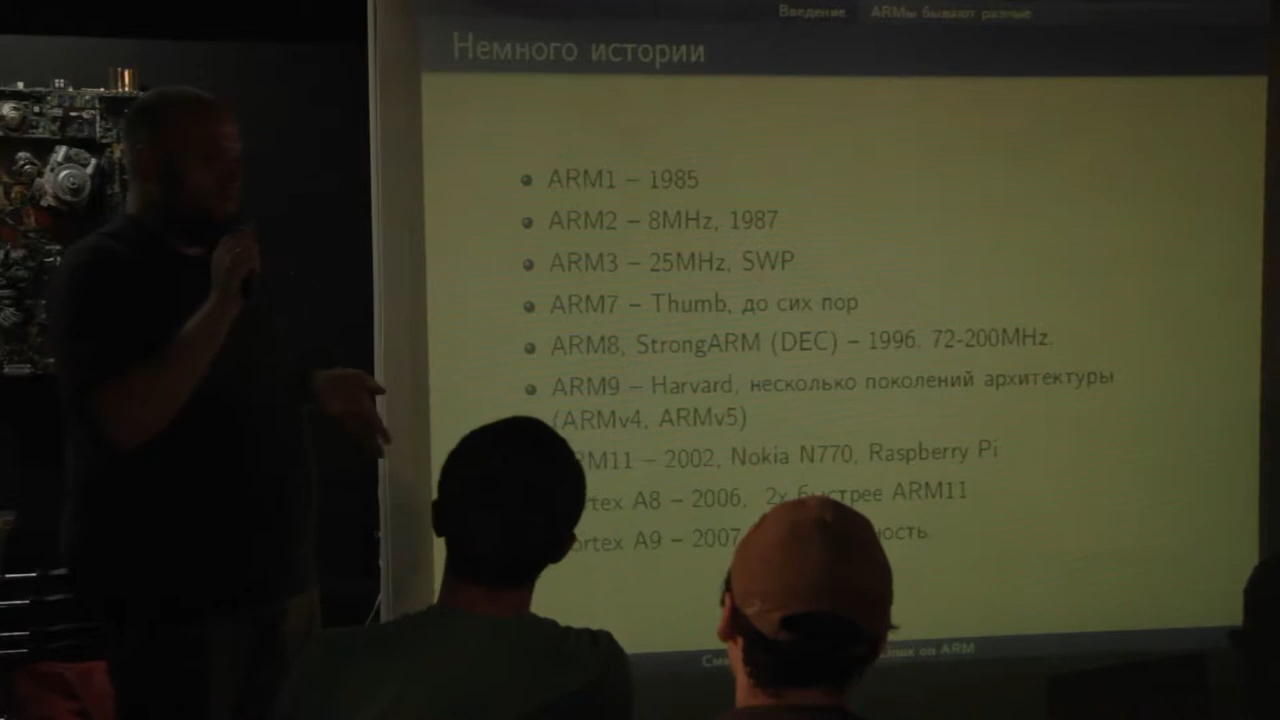 Введение ARMы бывают разные
Немного истории
ARM1 – 1985
ARM2 – 8MHz, 1987
ARM3 – 25MHz, SWP
ARM7 – Thumb, до сих пор
ARM8, StrongARM (DEC) – 1996. 72-200MHz.
ARM9 – Harvard, несколько поколений архитектуры
(ARMv4, ARMv5)
RM11 – 2002, Nokia N770, Raspberry Pi
rtex A8 – 2006, 2x быстрее ARM11
ortex A9 – 2007 ность
on ARM